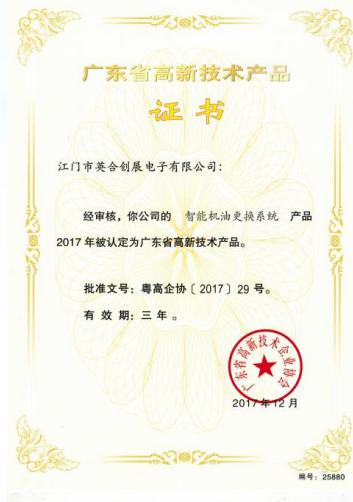 广东省高新技术产品
证书
江门市英合创展电子有限公司：
经审核，你公司的 智能机油更换系统 产品
2017年被认定为广东省高新技术产品。
批准文号：粤高企协〔2017〕29号。
有效期：三年。
广东省高新技术企业协会
2017年12月
编号：25880